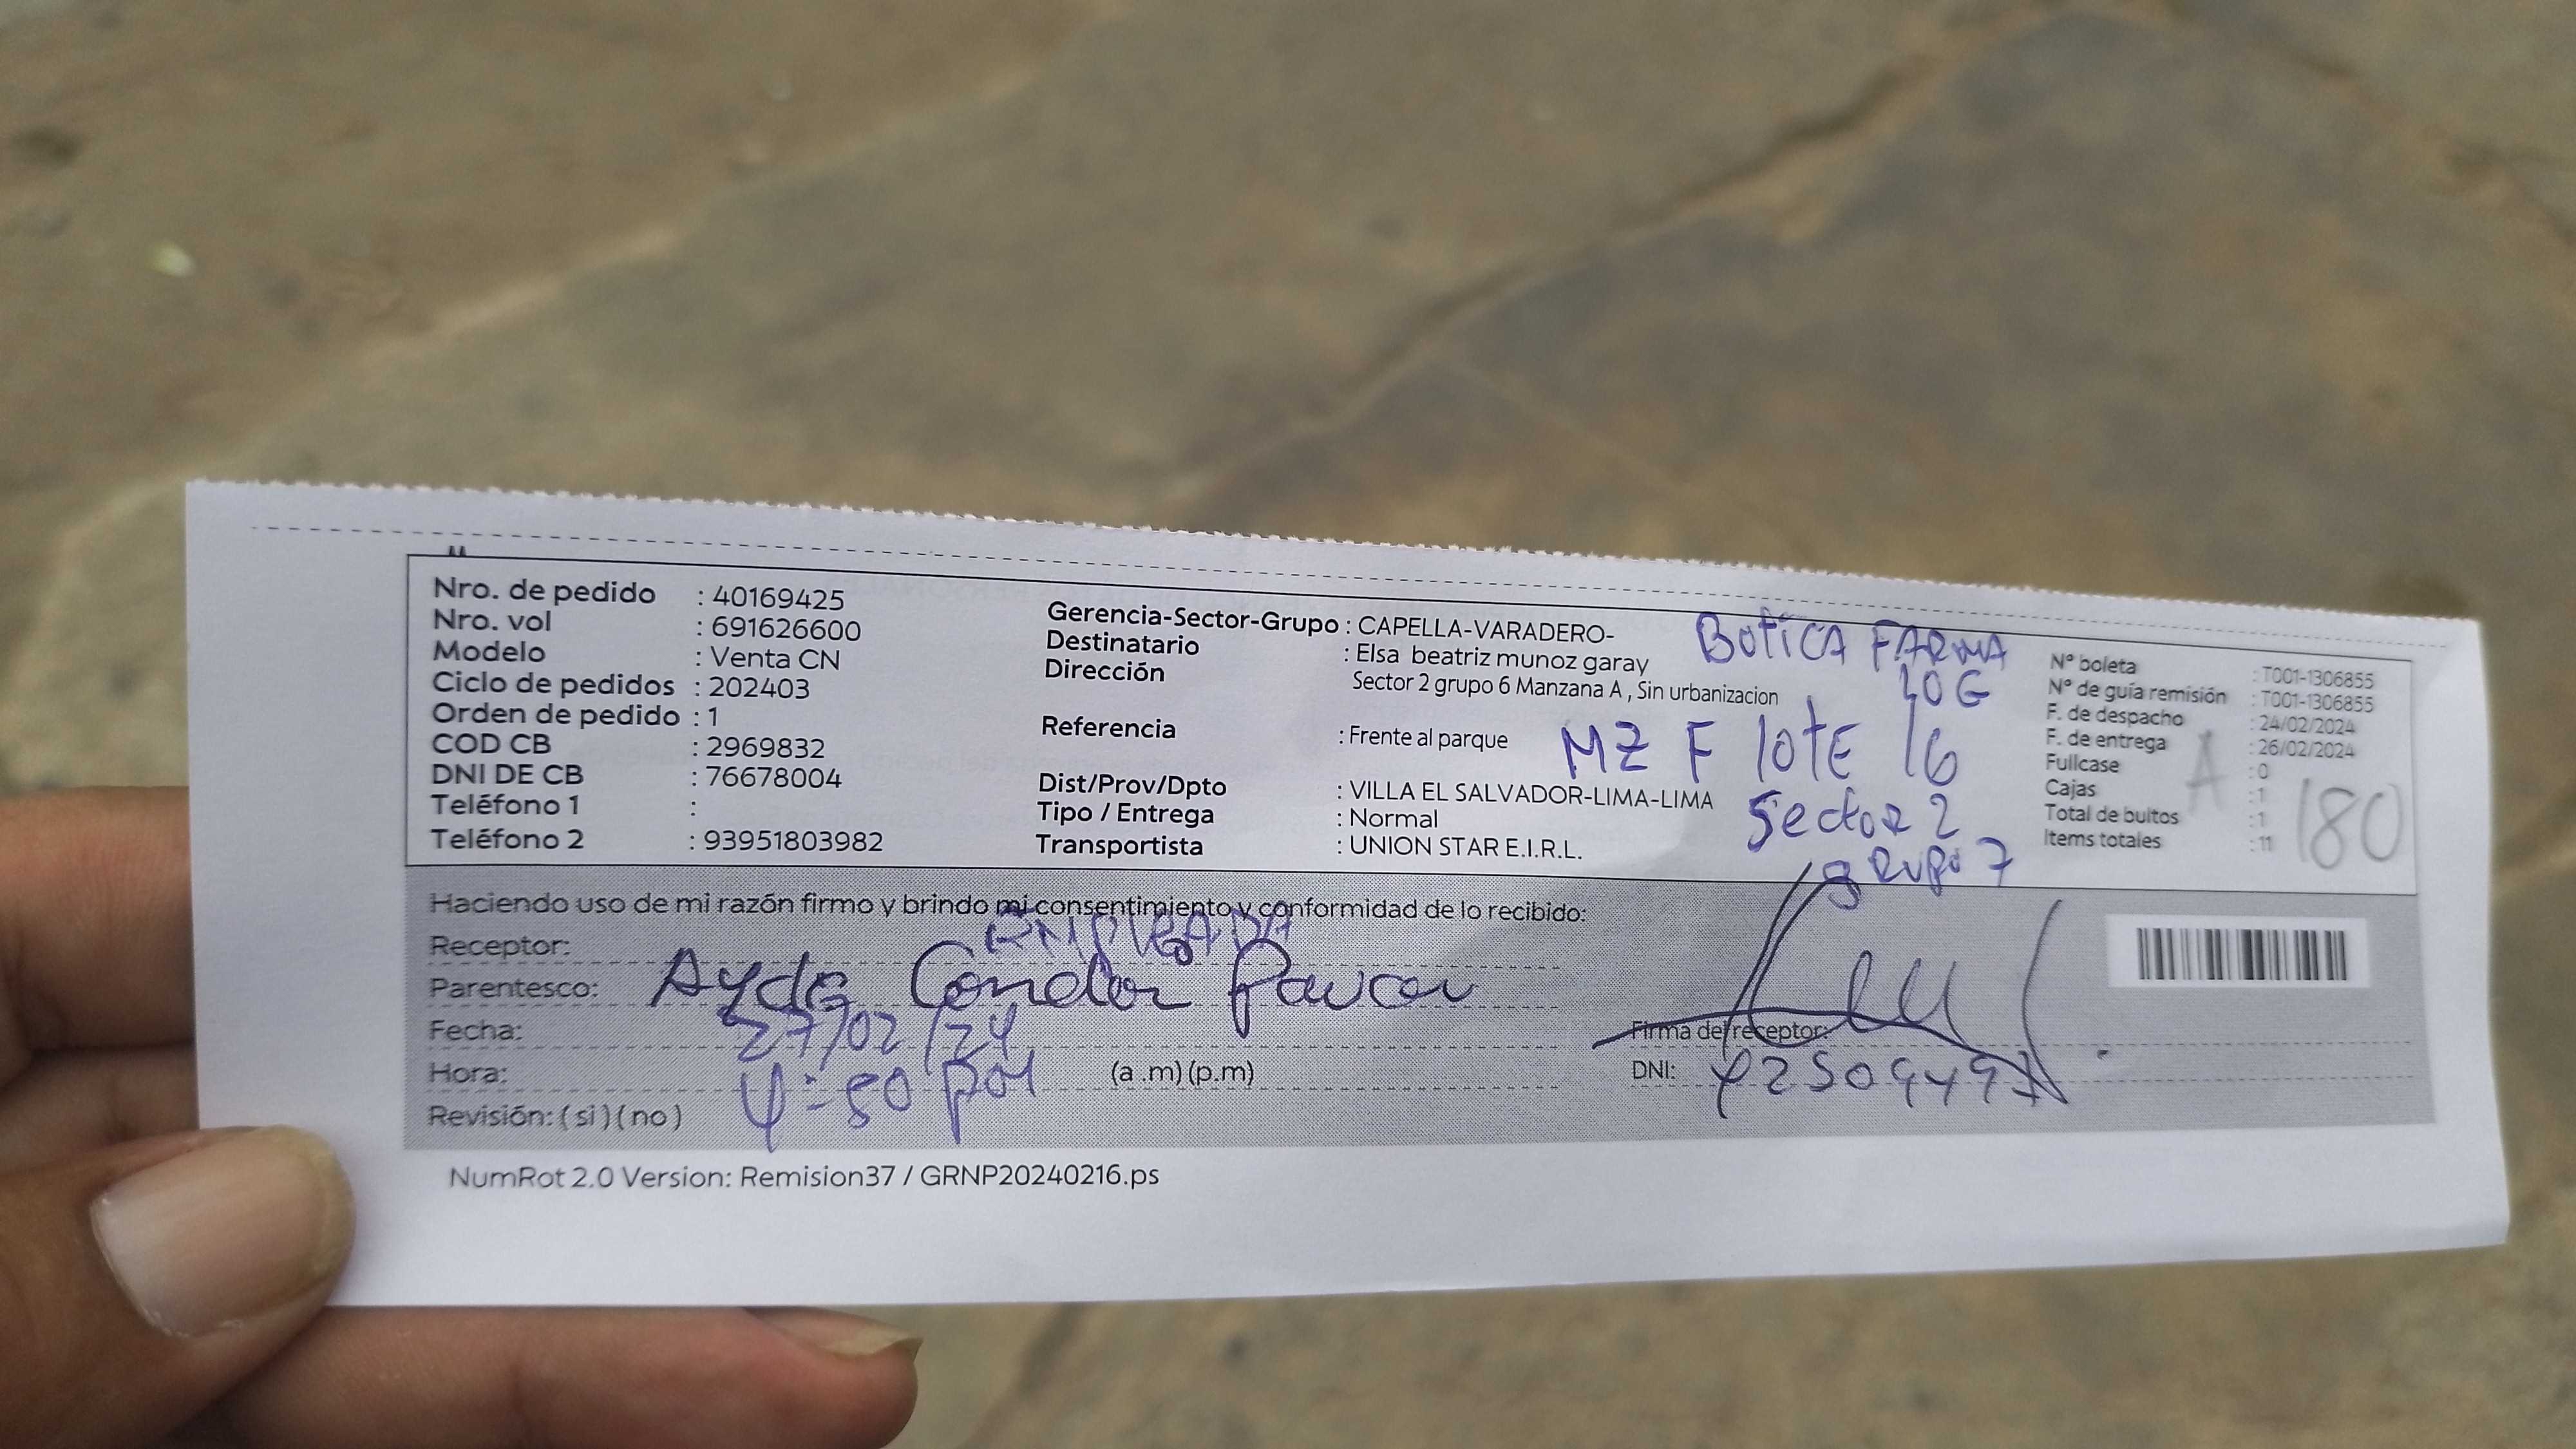 Nro. de pedido : 40169425
Nro. vol : 691626600
Modelo : Venta CN
Ciclo de pedidos : 202403
Orden de pedido : 1
COD CB : 2969832
DNI DE CB : 76678004
Teléfono 1 :
Teléfono 2 : 93951803982
Gerencia-Sector-Grupo : CAPELLA-VARADERO-
Destinatario : Elsa beatriz munoz garay
Dirección Sector 2 grupo 6 Manzana A , Sin urbanizacion
Referencia : Frente al parque
Dist/Prov/Dpto : VILLA EL SALVADOR-LIMA-LIMA
Tipo / Entrega : Normal
Transportista : UNION STAR E.I.R.L.
BOTICA FARMA
MZ F lote 16
Sector 2
grupo 7
Nº boleta : T001-1306855
Nº de guía remisión : T001-1306855
F. de despacho : 24/02/2024
F. de entrega : 26/02/2024
Fullcase : 0
Cajas : 1
Total de bultos : 1
Items totales : 11
A
180
Haciendo uso de mi razón firmo y brindo mi consentimiento y conformidad de lo recibido:
EMPLEADA
Receptor:
Parentesco: Ayda Condor Paucar
Fecha: 27/02/24
Hora: 4:50 pm (a .m) (p.m)
Revisión: ( si ) ( no )
Firma del receptor:
DNI:
NumRot 2.0 Version: Remision37 / GRNP20240216.ps